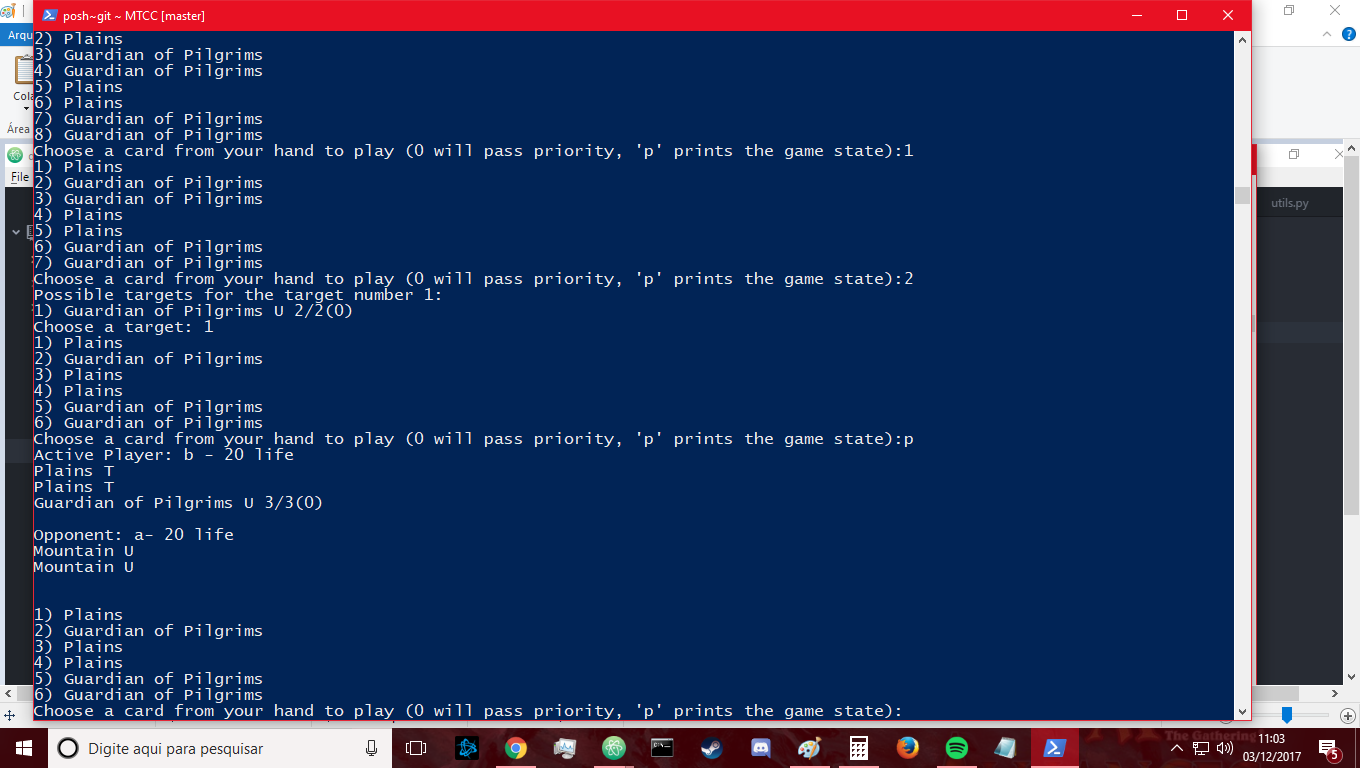 posh~git ~ MTCC [master]
Arqu
Cola
Área
File
utils.py
2) Plains
3) Guardian of Pilgrims
4) Guardian of Pilgrims
5) Plains
6) Plains
7) Guardian of Pilgrims
8) Guardian of Pilgrims
Choose a card from your hand to play (0 will pass priority, 'p' prints the game state):1
1) Plains
2) Guardian of Pilgrims
3) Guardian of Pilgrims
4) Plains
5) Plains
6) Guardian of Pilgrims
7) Guardian of Pilgrims
Choose a card from your hand to play (0 will pass priority, 'p' prints the game state):2
Possible targets for the target number 1:
1) Guardian of Pilgrims U 2/2(0)
Choose a target: 1
1) Plains
2) Guardian of Pilgrims
3) Plains
4) Plains
5) Guardian of Pilgrims
6) Guardian of Pilgrims
Choose a card from your hand to play (0 will pass priority, 'p' prints the game state):p
Active Player: b - 20 life
Plains T
Plains T
Guardian of Pilgrims U 3/3(0)
Opponent: a- 20 life
Mountain U
Mountain U
1) Plains
2) Guardian of Pilgrims
3) Plains
4) Plains
5) Guardian of Pilgrims
6) Guardian of Pilgrims
Choose a card from your hand to play (0 will pass priority, 'p' prints the game state):
Digite aqui para pesquisar
The Gathering
11:03
03/12/2017
5